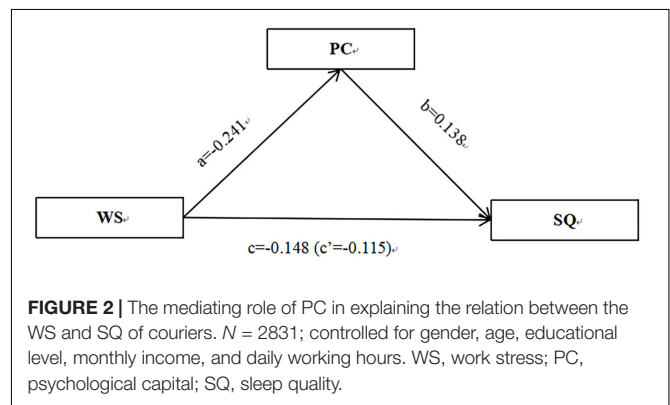 PC↵
a=-0.241↵
b=0.138↵
WS↵
SQ↵
c=-0.148 (c'=-0.115)↵
FIGURE 2 | The mediating role of PC in explaining the relation between the
WS and SQ of couriers. N = 2831; controlled for gender, age, educational
level, monthly income, and daily working hours. WS, work stress; PC,
psychological capital; SQ, sleep quality.